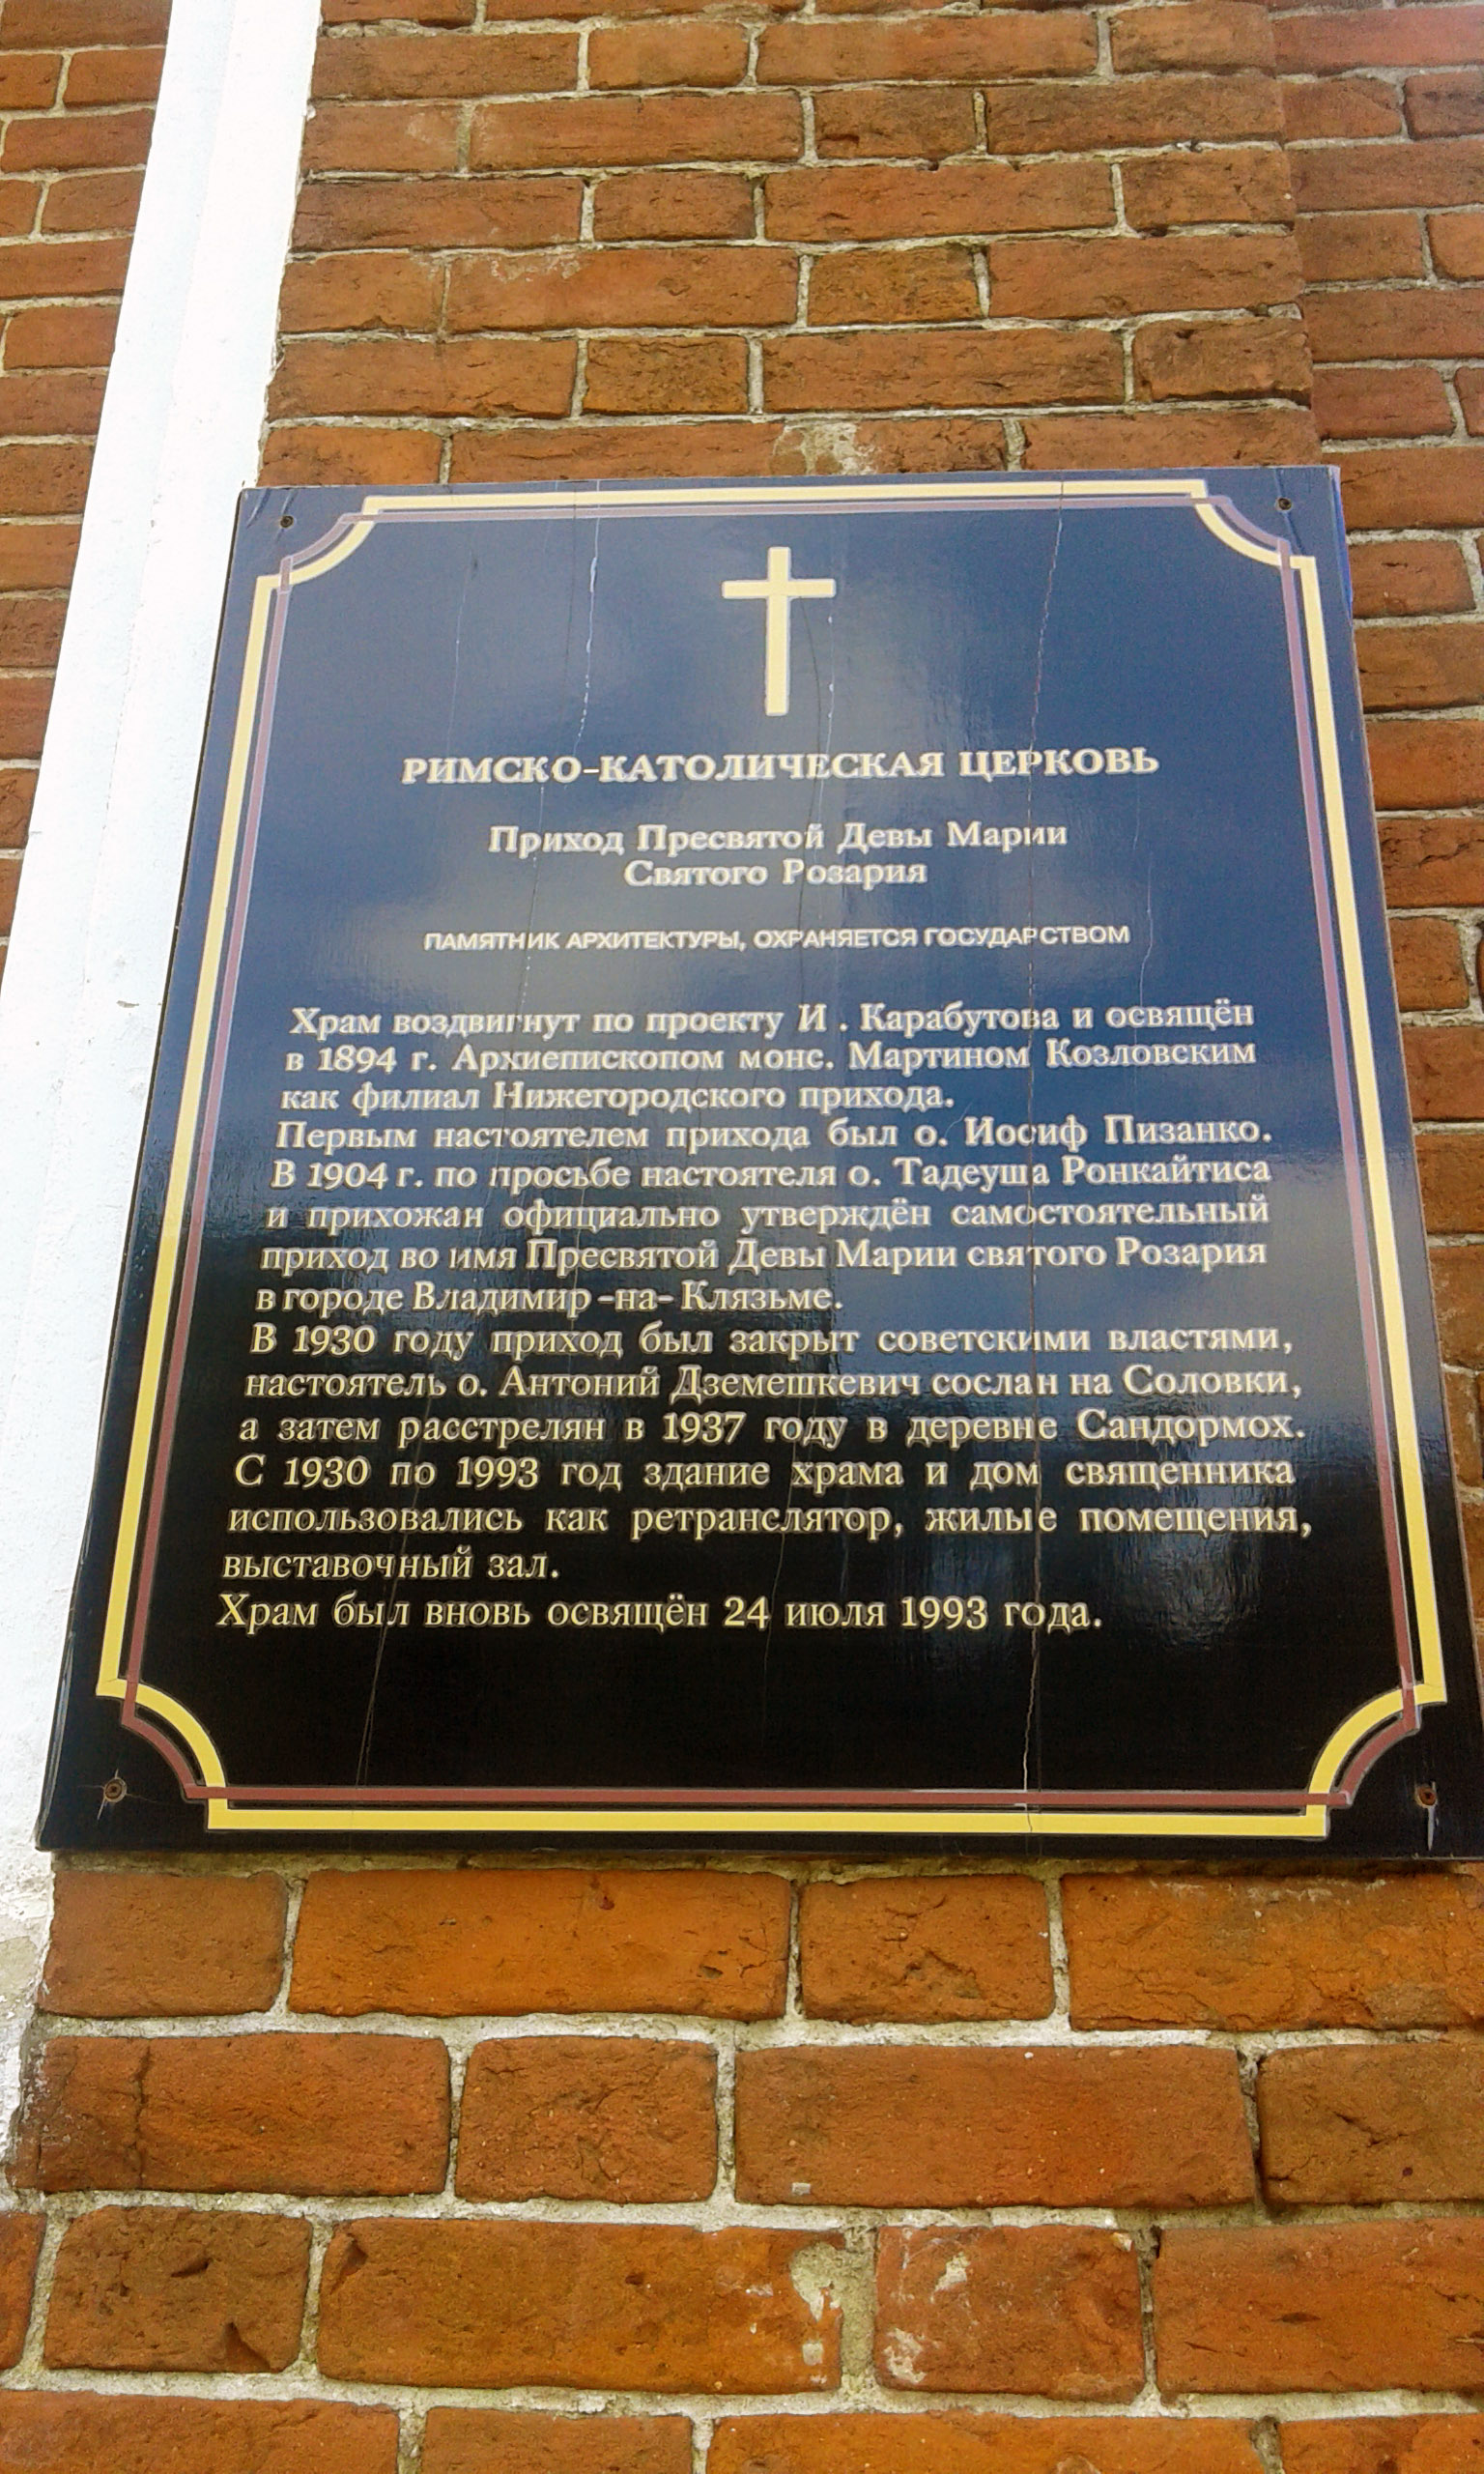 РИМСКО-КАТОЛИЧЕСКАЯ ЦЕРКОВЬ
Приход Пресвятой Девы Марии
Святого Розария
ПАМЯТНИК АРХИТЕКТУРЫ, ОХРАНЯЕТСЯ ГОСУДАРСТВОМ
Храм воздвигнут по проекту И . Карабутова и освящён
в 1894 г. Архиепископом монс. Мартином Козловским
как филиал Нижегородского прихода.
Первым настоятелем прихода был о. Иосиф Пизанко.
В 1904 г. по просьбе настоятеля о. Тадеуша Ронкайтиса
и прихожан официально утверждён самостоятельный
приход во имя Пресвятой Девы Марии святого Розария
в городе Владимир -на- Клязьме.
В 1930 году приход был закрыт советскими властями,
настоятель о. Антоний Дземешкевич сослан на Соловки,
а затем расстрелян в 1937 году в деревне Сандормох.
С 1930 по 1993 год здание храма и дом священника
использовались как ретранслятор, жилые помещения,
выставочный зал.
Храм был вновь освящён 24 июля 1993 года.